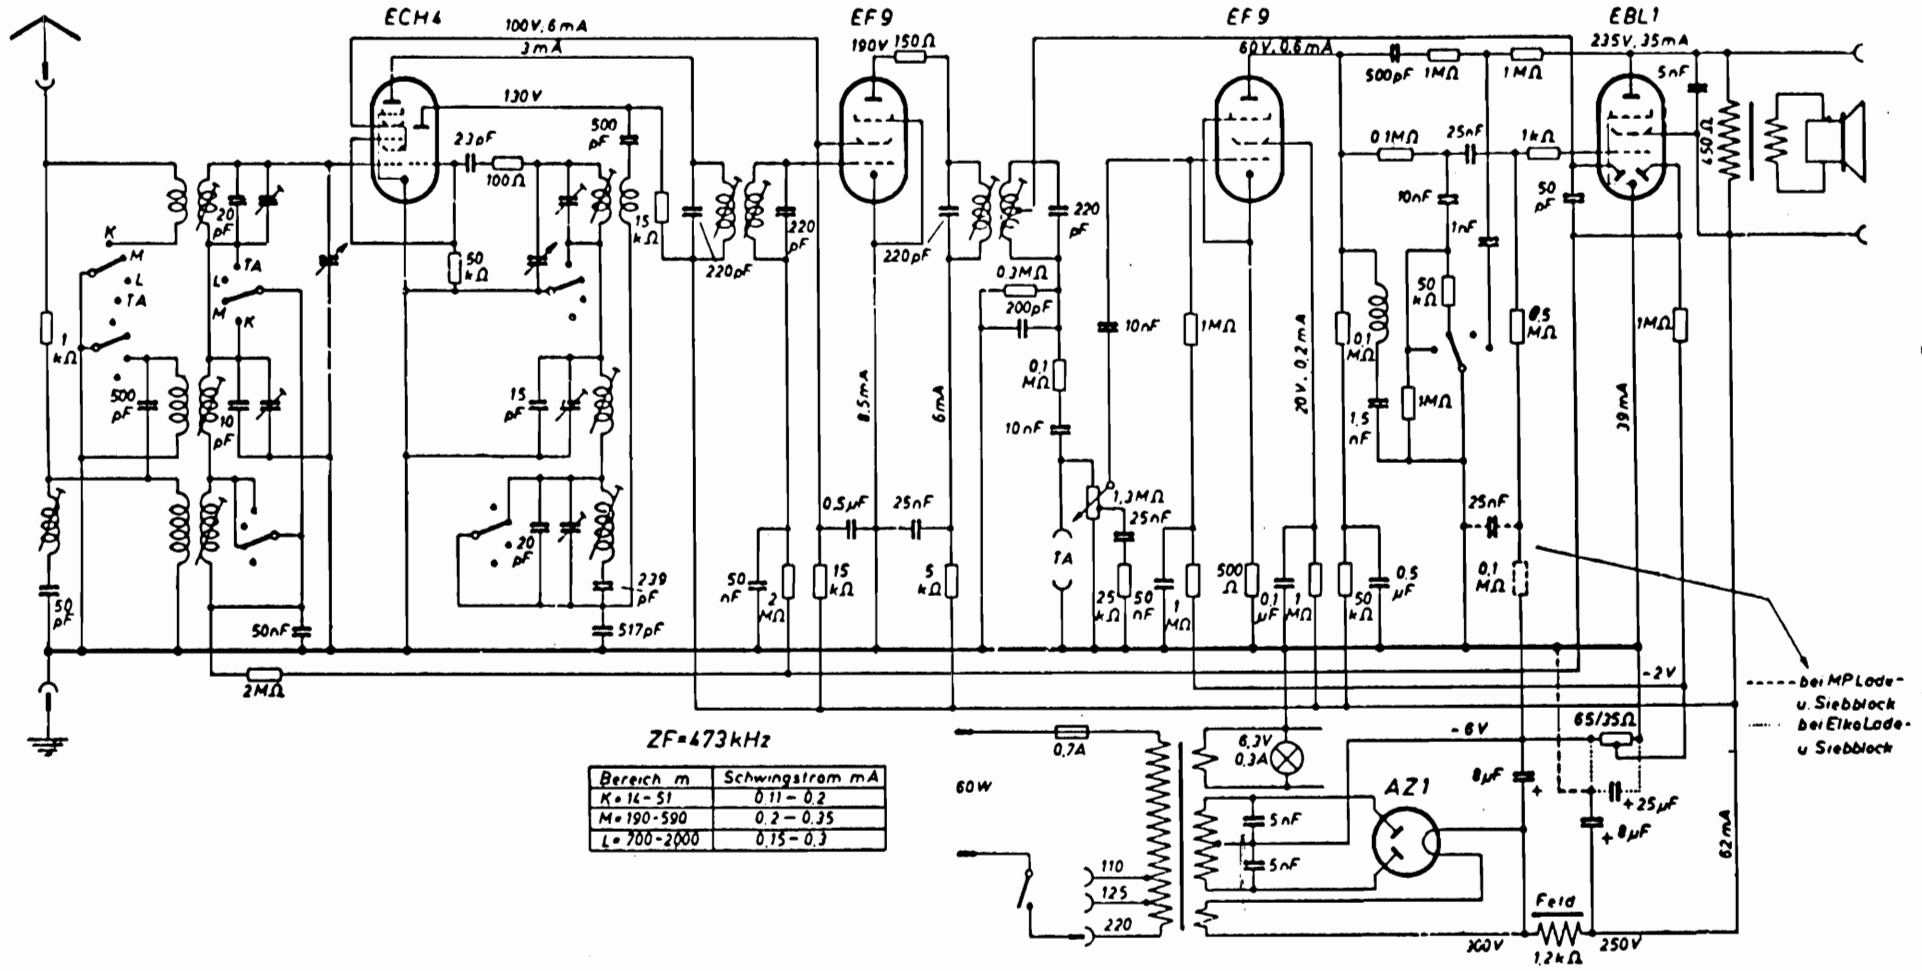 ECH4
EF9
EF9
EBL1
100V, 6mA
3mA
190V
150Ω
60V, 0.6mA
235V, 35mA
500pF
1MΩ
1MΩ
5nF
650Ω
130V
500
pF
23pF
100Ω
0.1MΩ
25nF
1kΩ
20
pF
15
kΩ
220
pF
220pF
220pF
220
pF
10nF
1nF
50
pF
K
M
L
TA
TA
L
M
K
50
kΩ
0.3MΩ
200pF
50
kΩ
1
kΩ
10nF
1MΩ
20V, 0.2mA
0.1
MΩ
0.5
MΩ
1MΩ
500
pF
10
pF
15
pF
8.5mA
6mA
0.1
MΩ
10nF
1.5
nF
1MΩ
39mA
0.5µF
25nF
1,3MΩ
25nF
25nF
20
pF
239
pF
TA
50
pF
50nF
517pF
50
nF
2
MΩ
15
kΩ
5
kΩ
25
kΩ
50
nF
1
MΩ
500
Ω
0.1
µF
1
MΩ
50
kΩ
0,5
µF
0.1
MΩ
2MΩ
-2V
bei MP Lade-
u. Siebblock
bei Elko Lade-
u Siebblock
ZF=473kHz
0,7A
6,3V
0,3A
-6V
65/35Ω
Bereich m Schwingstrom mA
K=14-51 0,11-0,2
M=190-590 0,2-0,35
L=700-2000 0,15-0,3
60W
5nF
5nF
AZ1
8µF
+
+25µF
+8µF
62mA
110
125
220
Feld
300V
1,2kΩ
250V